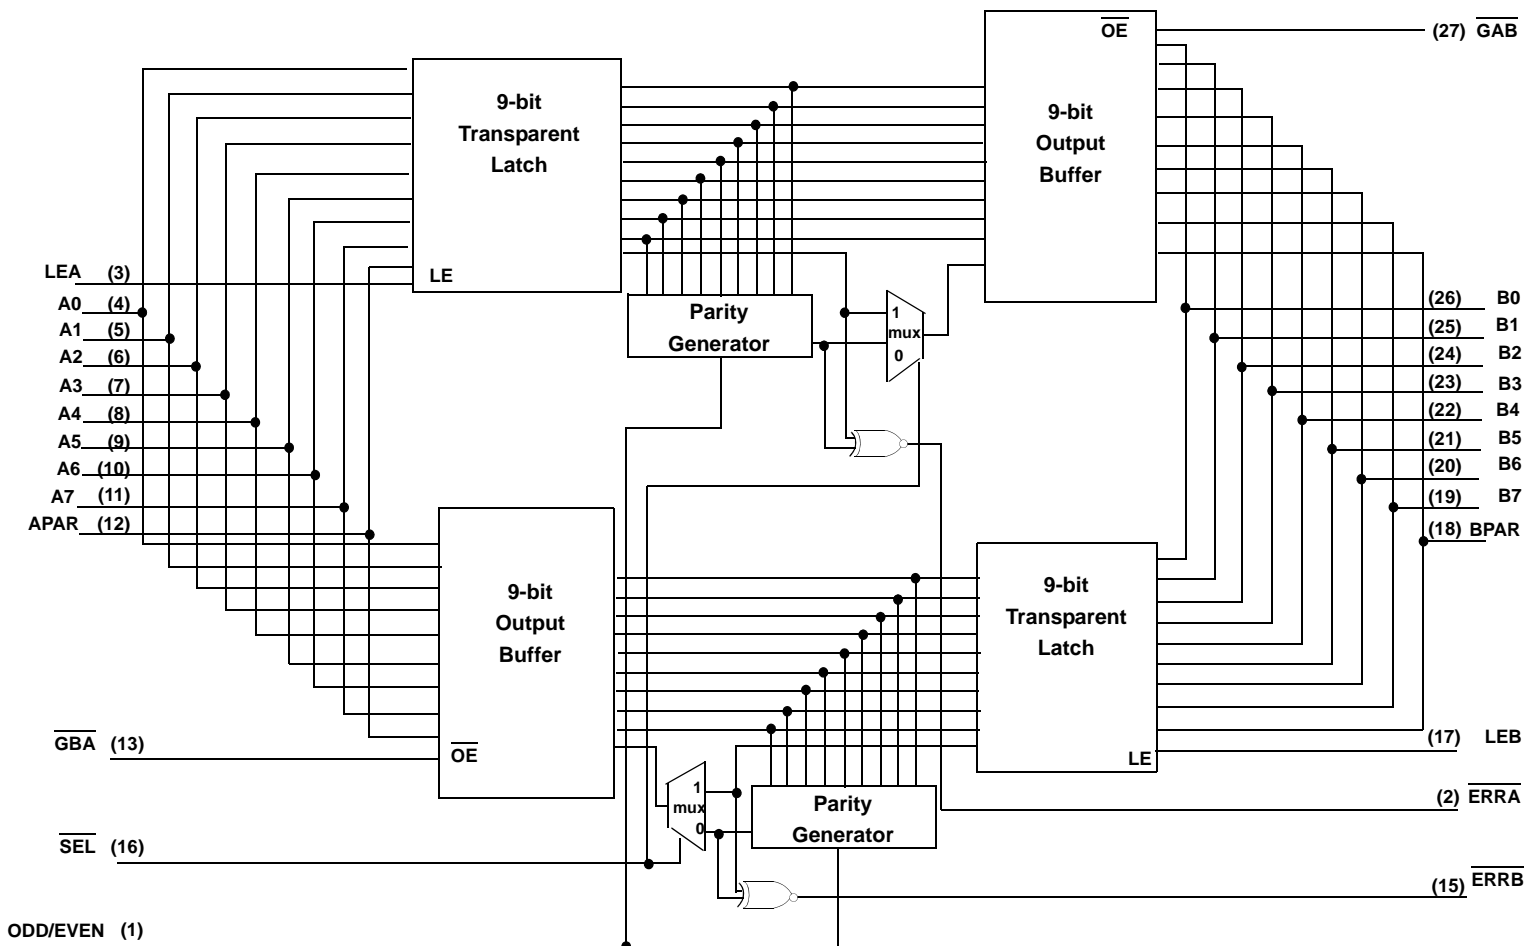 OE
(27) GAB
9-bit
Transparent
Latch
LE
9-bit
Output
Buffer
LEA (3)
A0 (4)
A1 (5)
A2 (6)
A3 (7)
A4 (8)
A5 (9)
A6 (10)
A7 (11)
APAR (12)
Parity
Generator
1
mux
0
(26) B0
(25) B1
(24) B2
(23) B3
(22) B4
(21) B5
(20) B6
(19) B7
(18) BPAR
9-bit
Output
Buffer
OE
9-bit
Transparent
Latch
LE
GBA (13)
(17) LEB
1
mux
0
Parity
Generator
(2) ERRA
SEL (16)
(15) ERRB
ODD/EVEN (1)